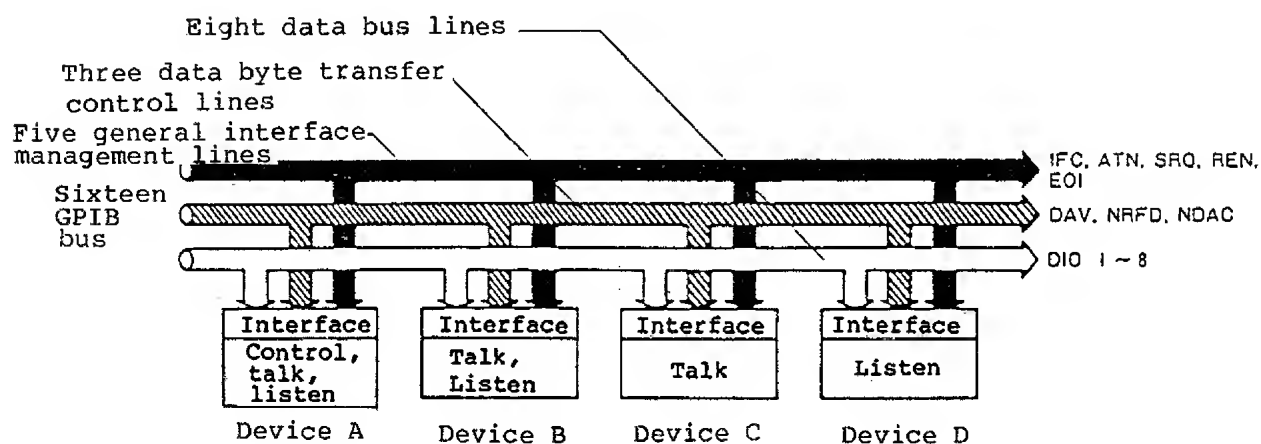 Eight data bus lines
Three data byte transfer
control lines
Five general interface
management lines
IFC, ATN, SRQ, REN,
EOI
Sixteen
GPIB
bus
DAV, NRFD, NDAC
DIO 1 ~ 8
Interface
Control,
talk,
listen
Device A
Interface
Talk,
Listen
Device B
Interface
Talk
Device C
Interface
Listen
Device D